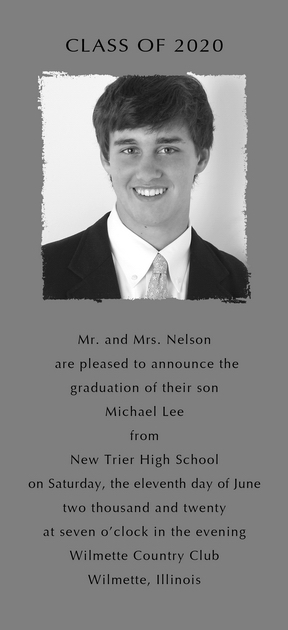 CLASS OF 2020
Mr. and Mrs. Nelson
are pleased to announce the
graduation of their son
Michael Lee
from
New Trier High School
on Saturday, the eleventh day of June
two thousand and twenty
at seven o’clock in the evening
Wilmette Country Club
Wilmette, Illinois